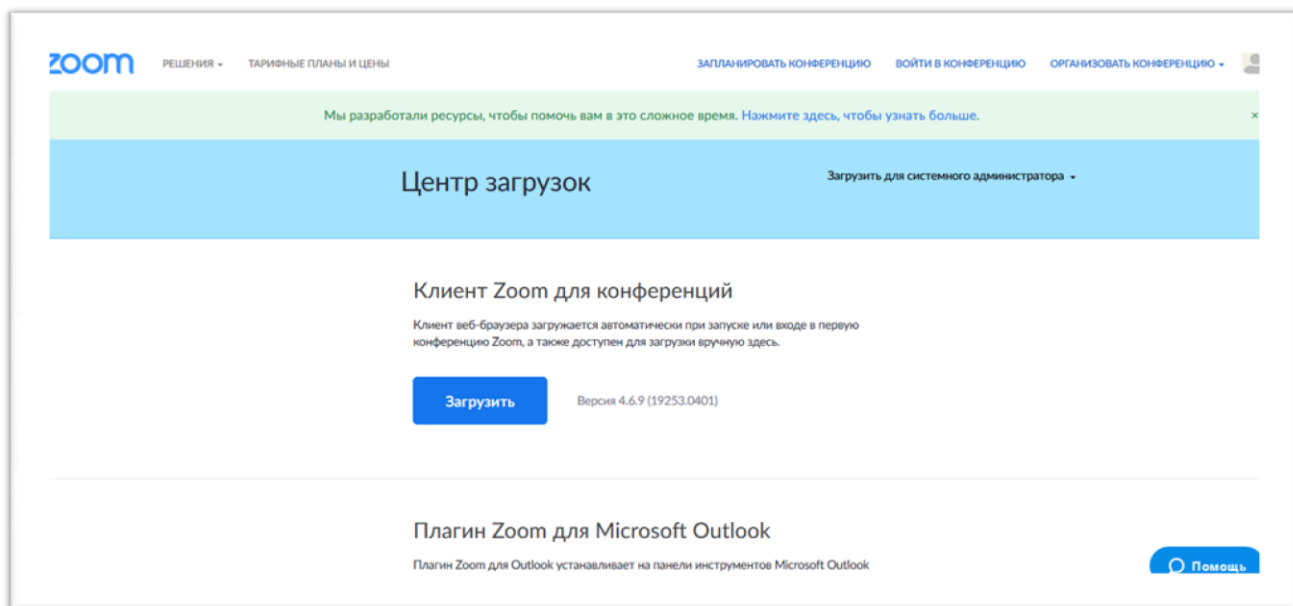 zoom РЕШЕНИЯ ТАРИФНЫЕ ПЛАНЫ И ЦЕНЫ ЗАПЛАНИРОВАТЬ КОНФЕРЕНЦИЮ ВОЙТИ В КОНФЕРЕНЦИЮ ОРГАНИЗОВАТЬ КОНФЕРЕНЦИЮ
Мы разработали ресурсы, чтобы помочь вам в это сложное время. Нажмите здесь, чтобы узнать больше. ×
Центр загрузок Загрузить для системного администратора
Клиент Zoom для конференций
Клиент веб-браузера загружается автоматически при запуске или входе в первую
конференцию Zoom, а также доступен для загрузки вручную здесь.
Загрузить Версия 4.6.9 (19253.0401)
Плагин Zoom для Microsoft Outlook
Плагин Zoom для Outlook устанавливает на панели инструментов Microsoft Outlook
Помощь